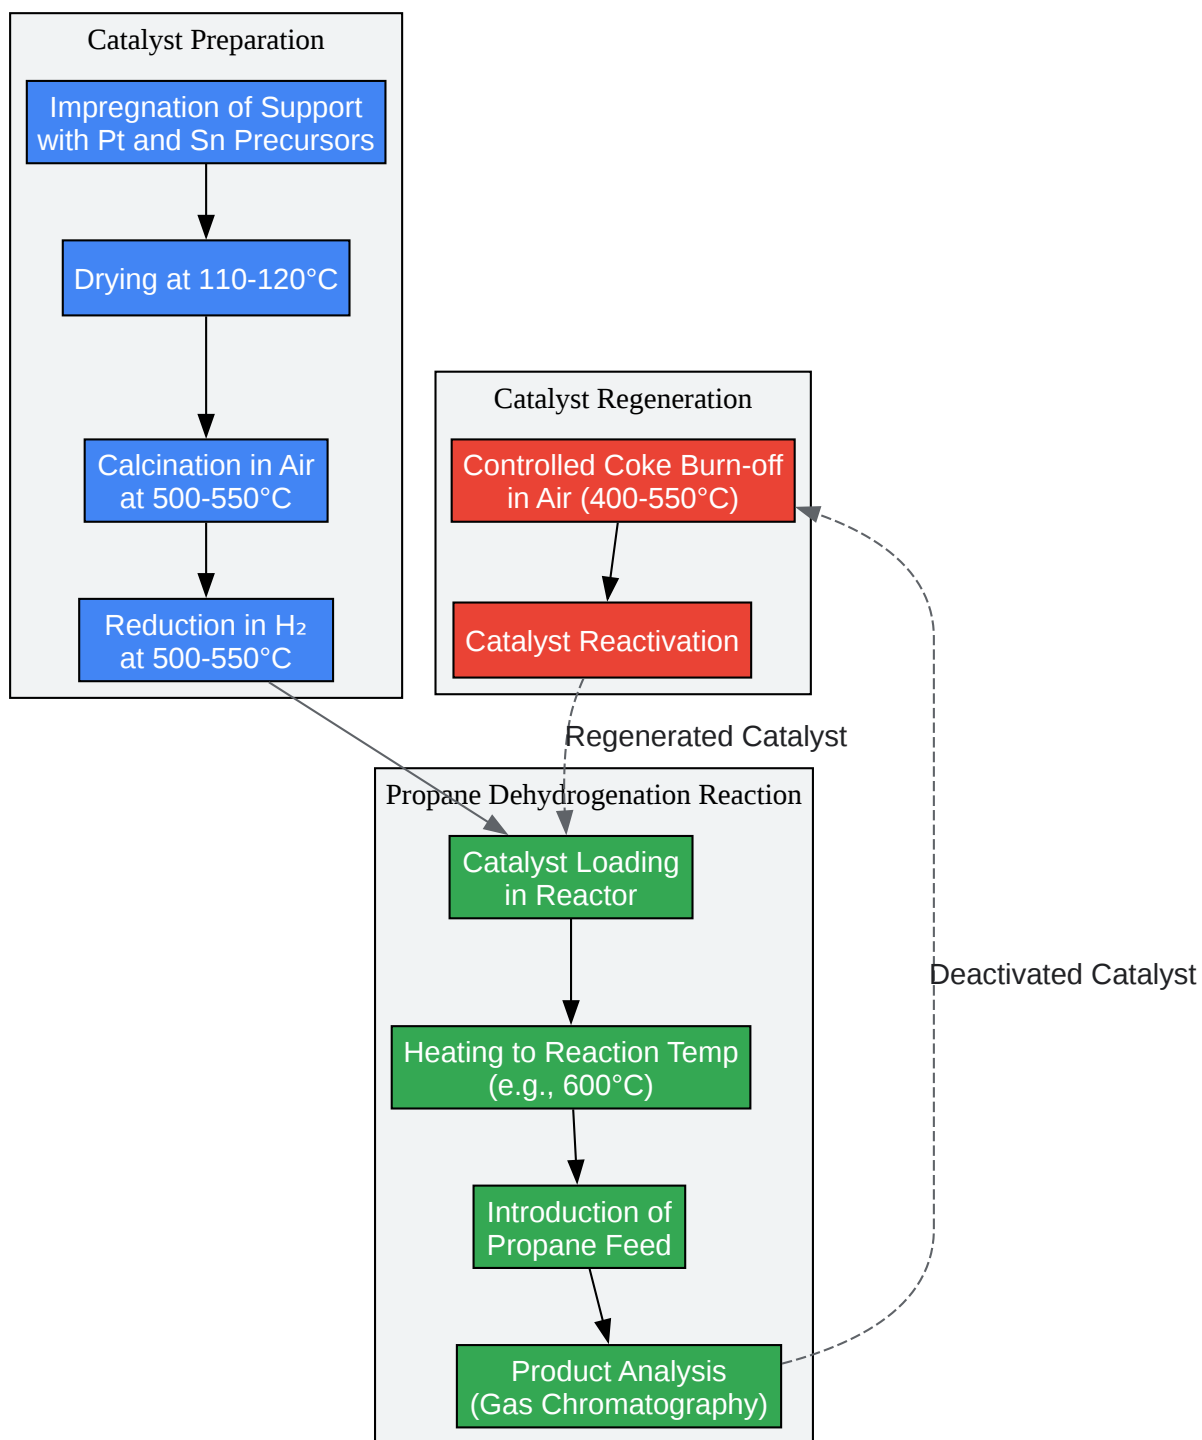 Catalyst Preparation
Impregnation of Support
with Pt and Sn Precursors
Drying at 110-120°C
Calcination in Air
at 500-550°C
Reduction in H₂
at 500-550°C
Catalyst Regeneration
Controlled Coke Burn-off
in Air (400-550°C)
Catalyst Reactivation
Regenerated Catalyst
Propane Dehydrogenation Reaction
Catalyst Loading
in Reactor
Heating to Reaction Temp
(e.g., 600°C)
Introduction of
Propane Feed
Product Analysis
(Gas Chromatography)
Deactivated Catalyst